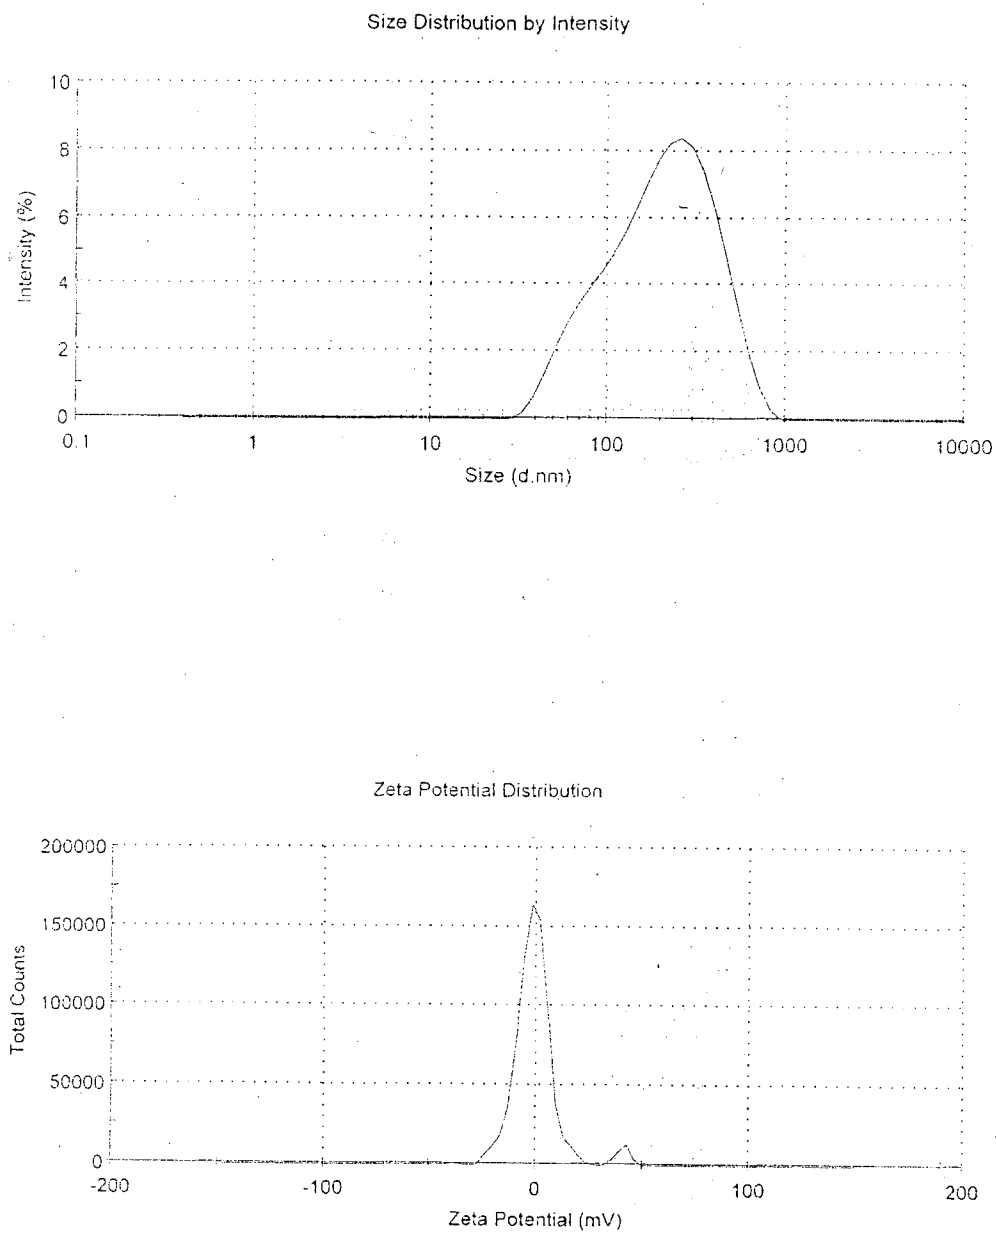 Size Distribution by Intensity
10
8
6
4
2
0
Intensity (%)
0.1 1 10 100 1000 10000
Size (d.nm)
Zeta Potential Distribution
200000
150000
100000
50000
0
Total Counts
-200 -100 0 100 200
Zeta Potential (mV)